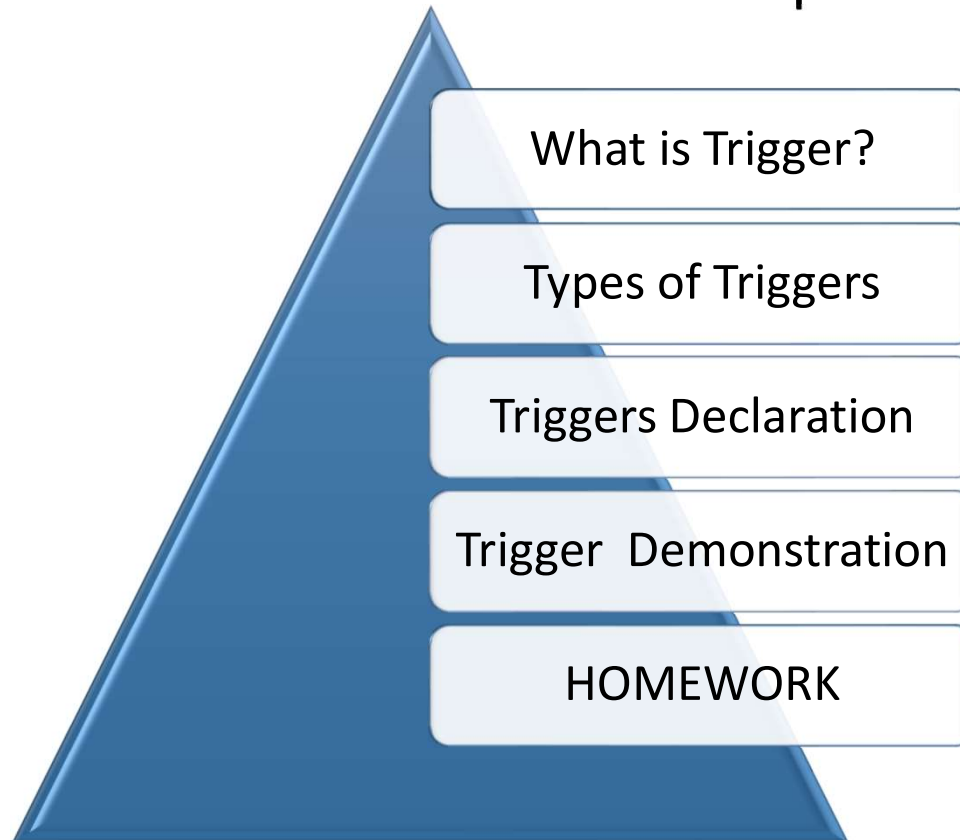 What is Trigger?
Types of Triggers
Triggers Declaration
Trigger  Demonstration
HOMEWORK